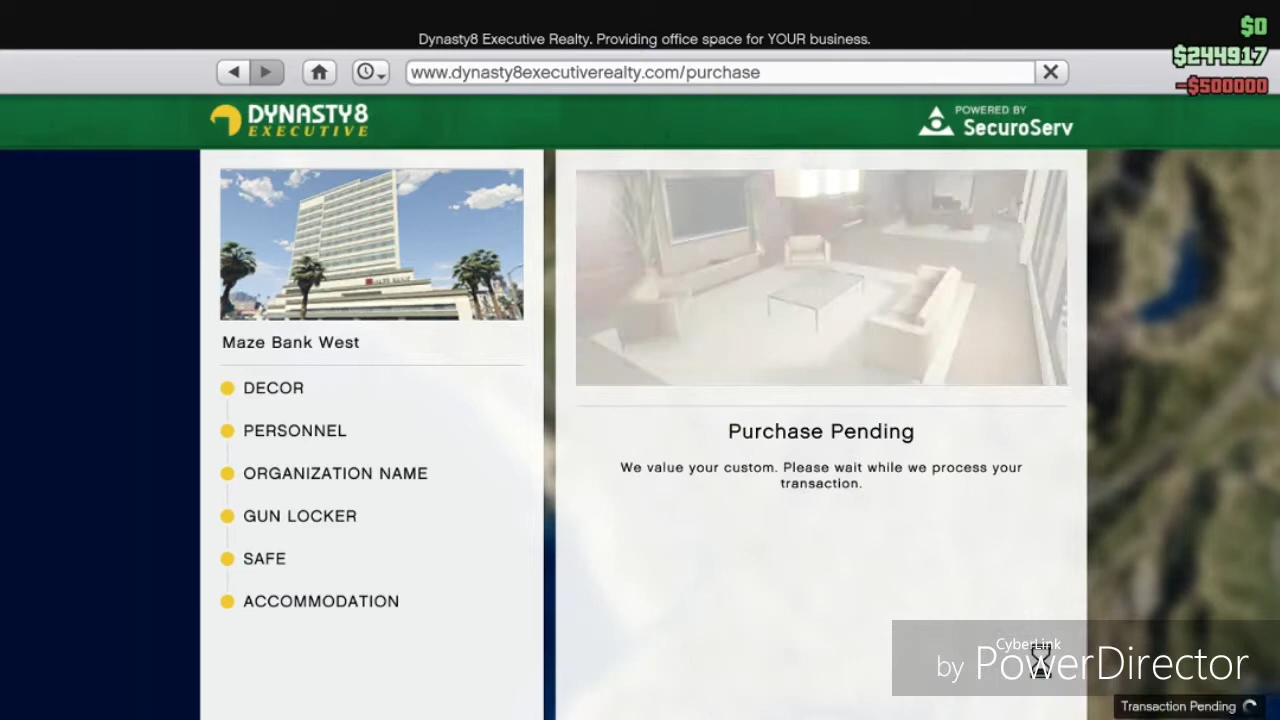 Dynasty8 Executive Realty. Providing office space for YOUR business.
$0
$244917
-$500000
www.dynasty8executiverealty.com/purchase
DYNASTY8
EXECUTIVE
POWERED BY
SecuroServ
MAZE BANK
Maze Bank West
DECOR
PERSONNEL
ORGANIZATION NAME
GUN LOCKER
SAFE
ACCOMMODATION
Purchase Pending
We value your custom. Please wait while we process your
transaction.
CyberLink
by PowerDirector
Transaction Pending